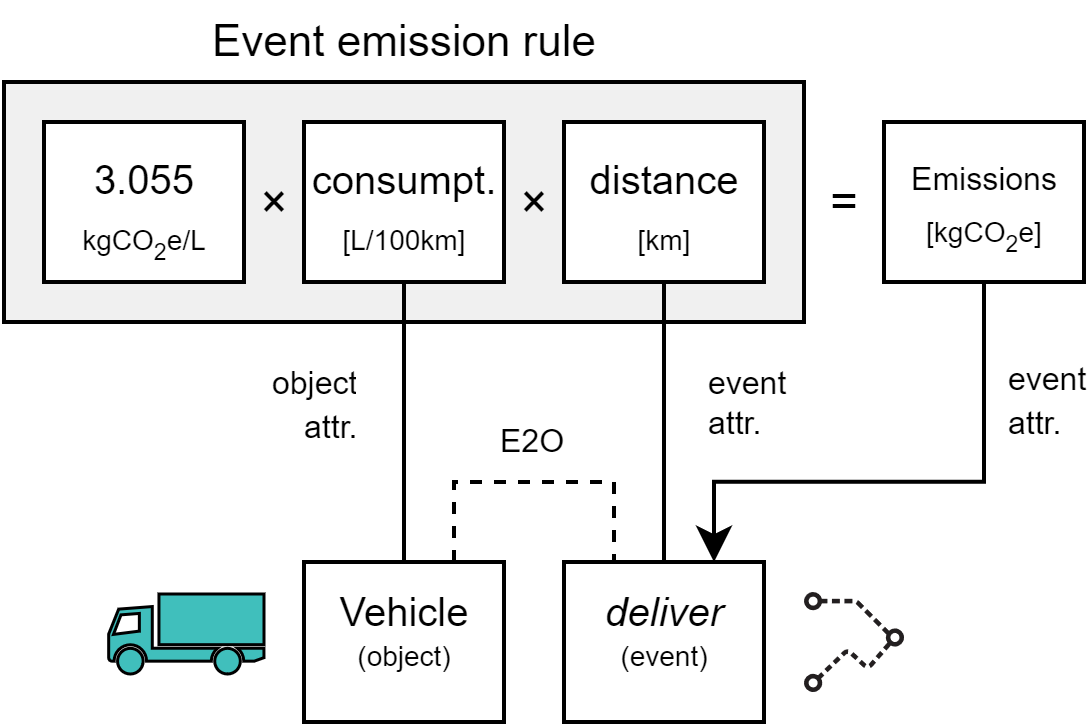 Event emission rule
3.055
kgCO₂e/L
×
consumpt.
[L/100km]
×
distance
[km]
=
Emissions
[kgCO₂e]
object
attr.
event
attr.
event
attr.
E2O
Vehicle
(object)
deliver
(event)